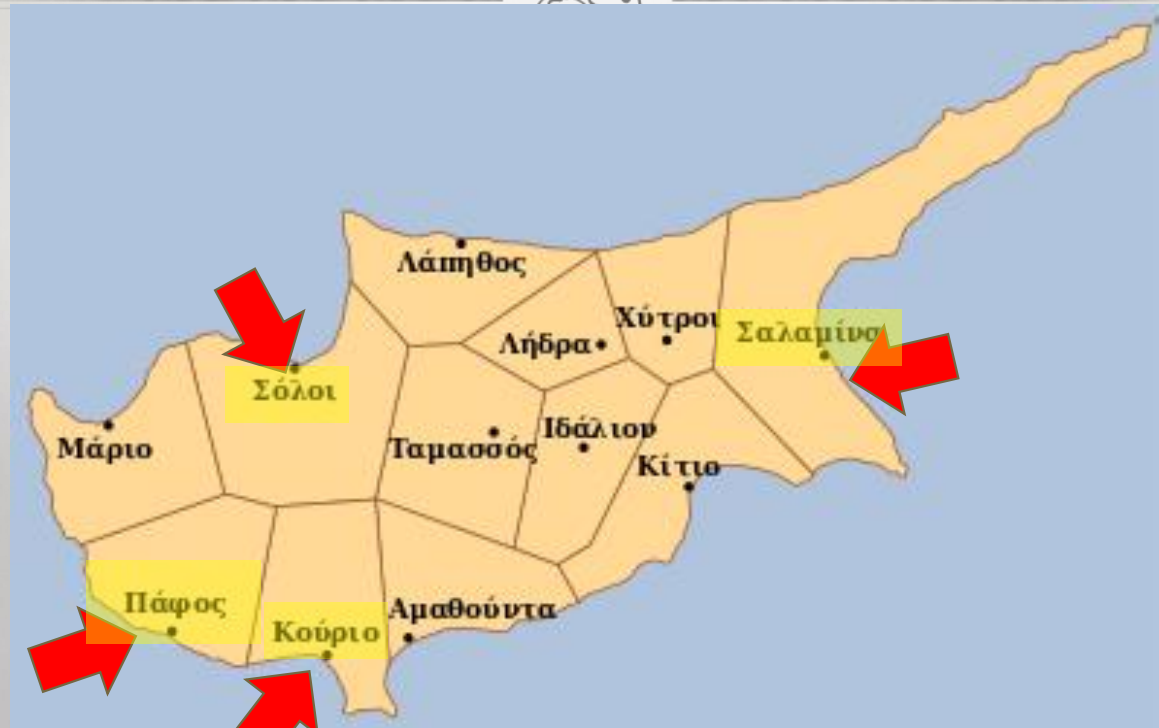 Λάπηθος
Χύτροι
Λήδρα
Σαλαμίνα
Σόλοι
Μάριο
Ταμασσός
Ιδάλιον
Κίτιο
Πάφος
Κούριο
Αμαθούντα